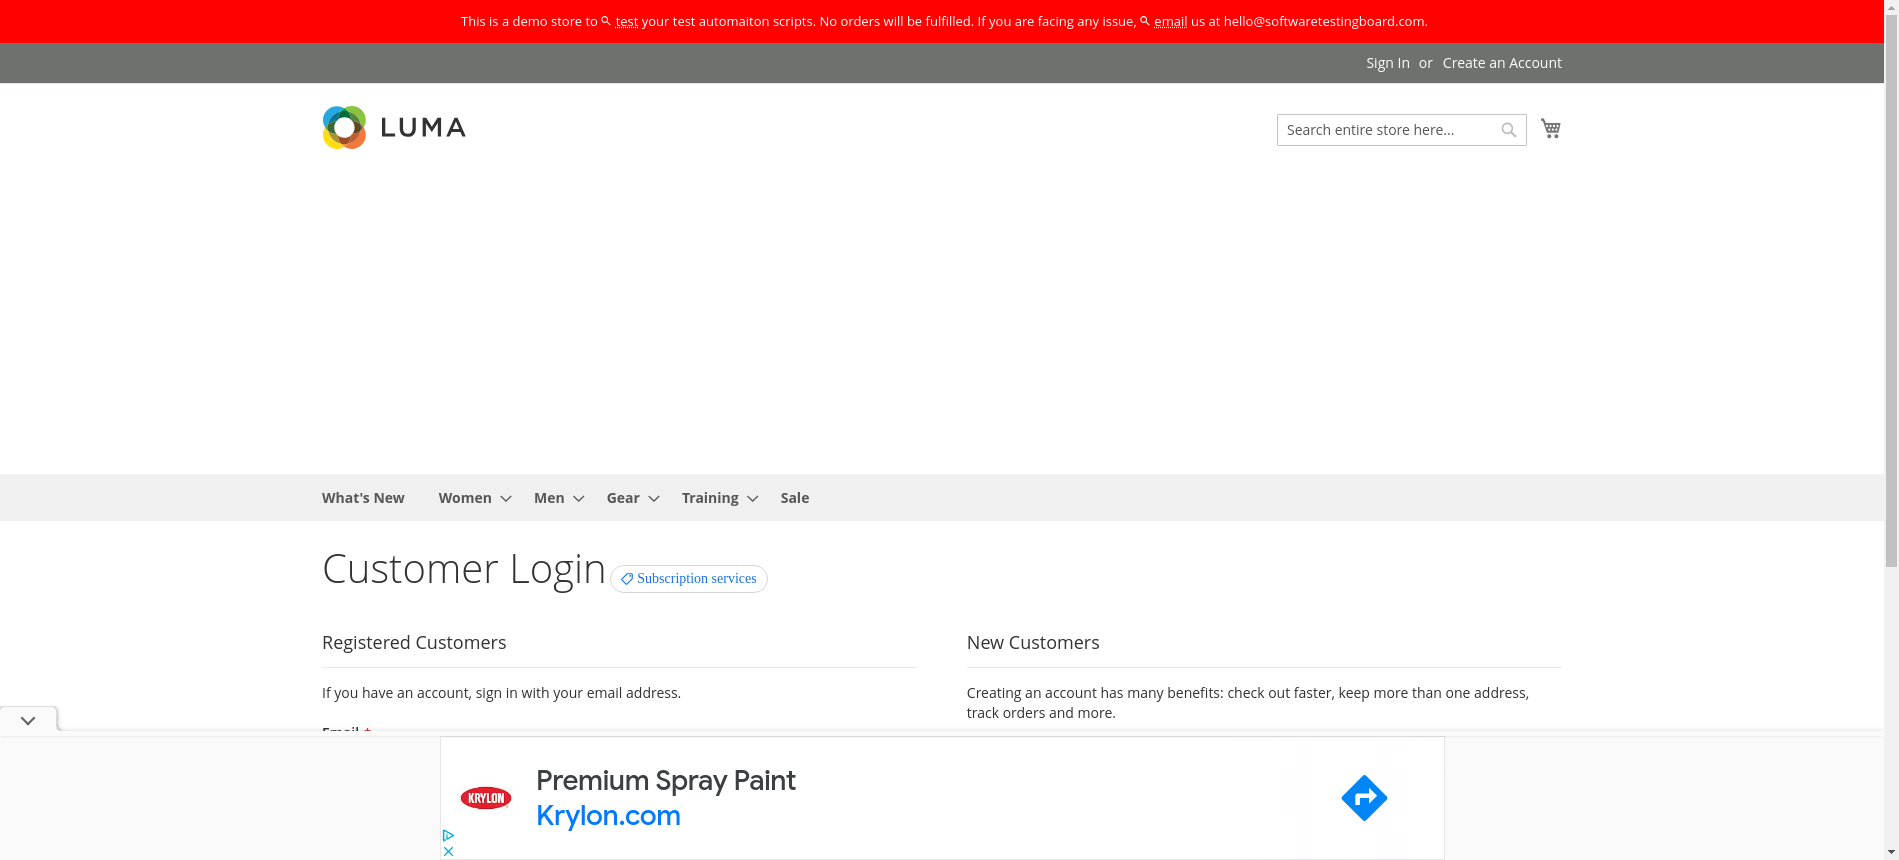 This is a demo store to test your test automaiton scripts. No orders will be fulfilled. If you are facing any issue, email us at hello@softwaretestingboard.com.
Sign In or Create an Account
LUMA
Search entire store here...
What's New Women Men Gear Training Sale
Customer Login Subscription services
Registered Customers
If you have an account, sign in with your email address.
Email *
New Customers
Creating an account has many benefits: check out faster, keep more than one address,
track orders and more.
KRYLON
Premium Spray Paint
Krylon.com